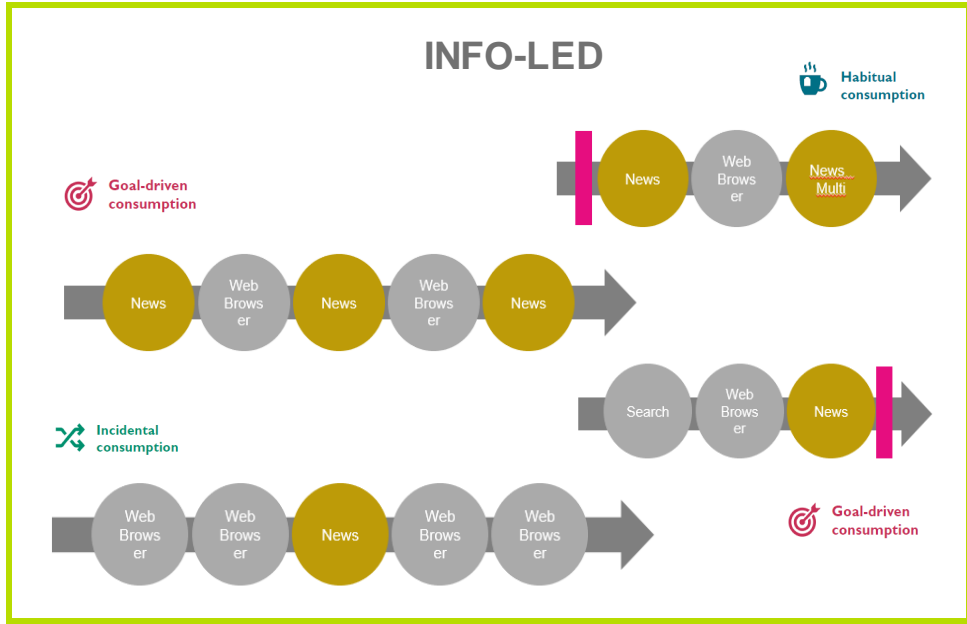 INFO-LED
Habitual
consumption
News
Web
Brows
er
News
Multi
Goal-driven
consumption
News
Web
Brows
er
News
Web
Brows
er
News
Search
Web
Brows
er
News
Incidental
consumption
Web
Brows
er
Web
Brows
er
News
Web
Brows
er
Web
Brows
er
Goal-driven
consumption